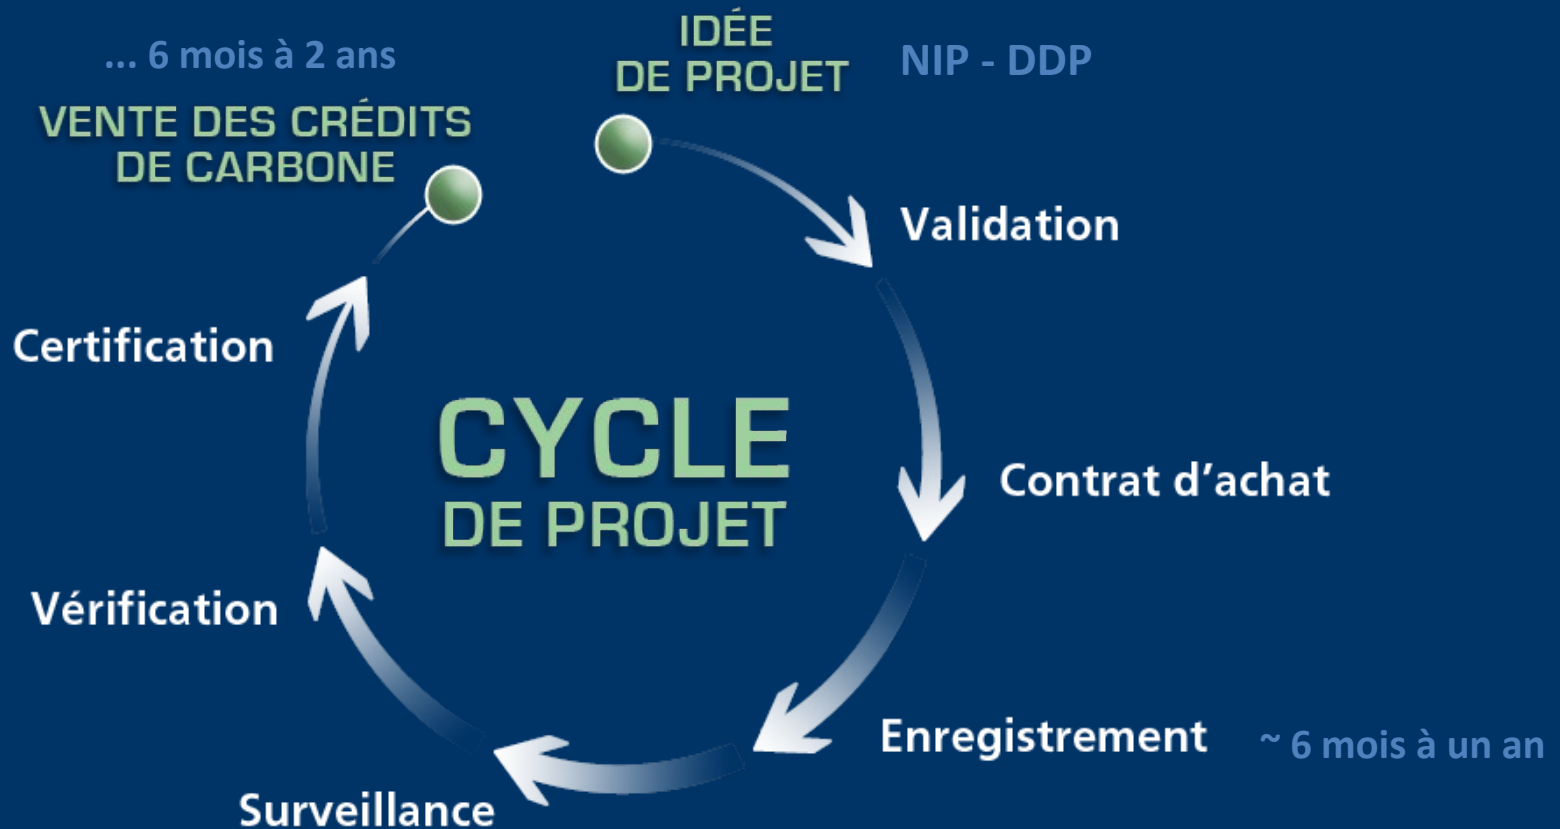 ... 6 mois à 2 ans
VENTE DES CRÉDITS
DE CARBONE
IDÉE
DE PROJET
NIP - DDP
Validation
Contrat d’achat
Enregistrement
~ 6 mois à un an
Surveillance
Vérification
Certification
CYCLE
DE PROJET